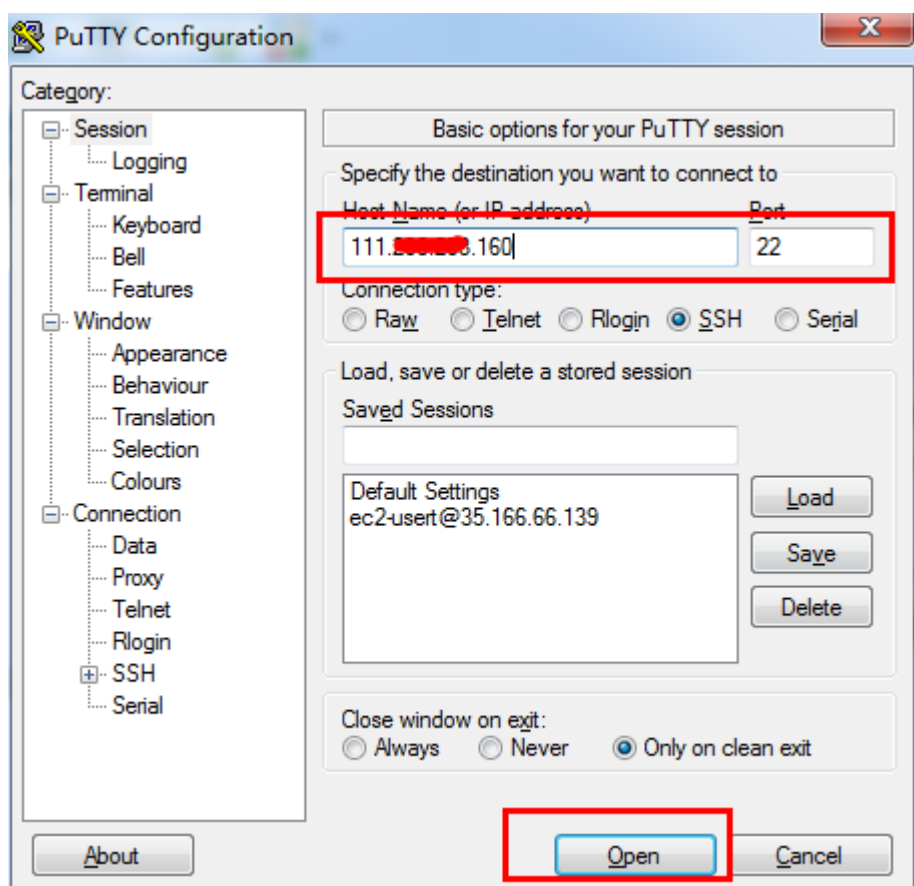 PuTTY Configuration
Category:
Session
Logging
Terminal
Keyboard
Bell
Features
Window
Appearance
Behaviour
Translation
Selection
Colours
Connection
Data
Proxy
Telnet
Rlogin
SSH
Serial
Basic options for your PuTTY session
Specify the destination you want to connect to
Host Name (or IP address) Port
111. .160 22
Connection type:
Raw Telnet Rlogin SSH Serial
Load, save or delete a stored session
Saved Sessions
Default Settings
ec2-usert@35.166.66.139
Load
Save
Delete
Close window on exit:
Always Never Only on clean exit
About Open Cancel